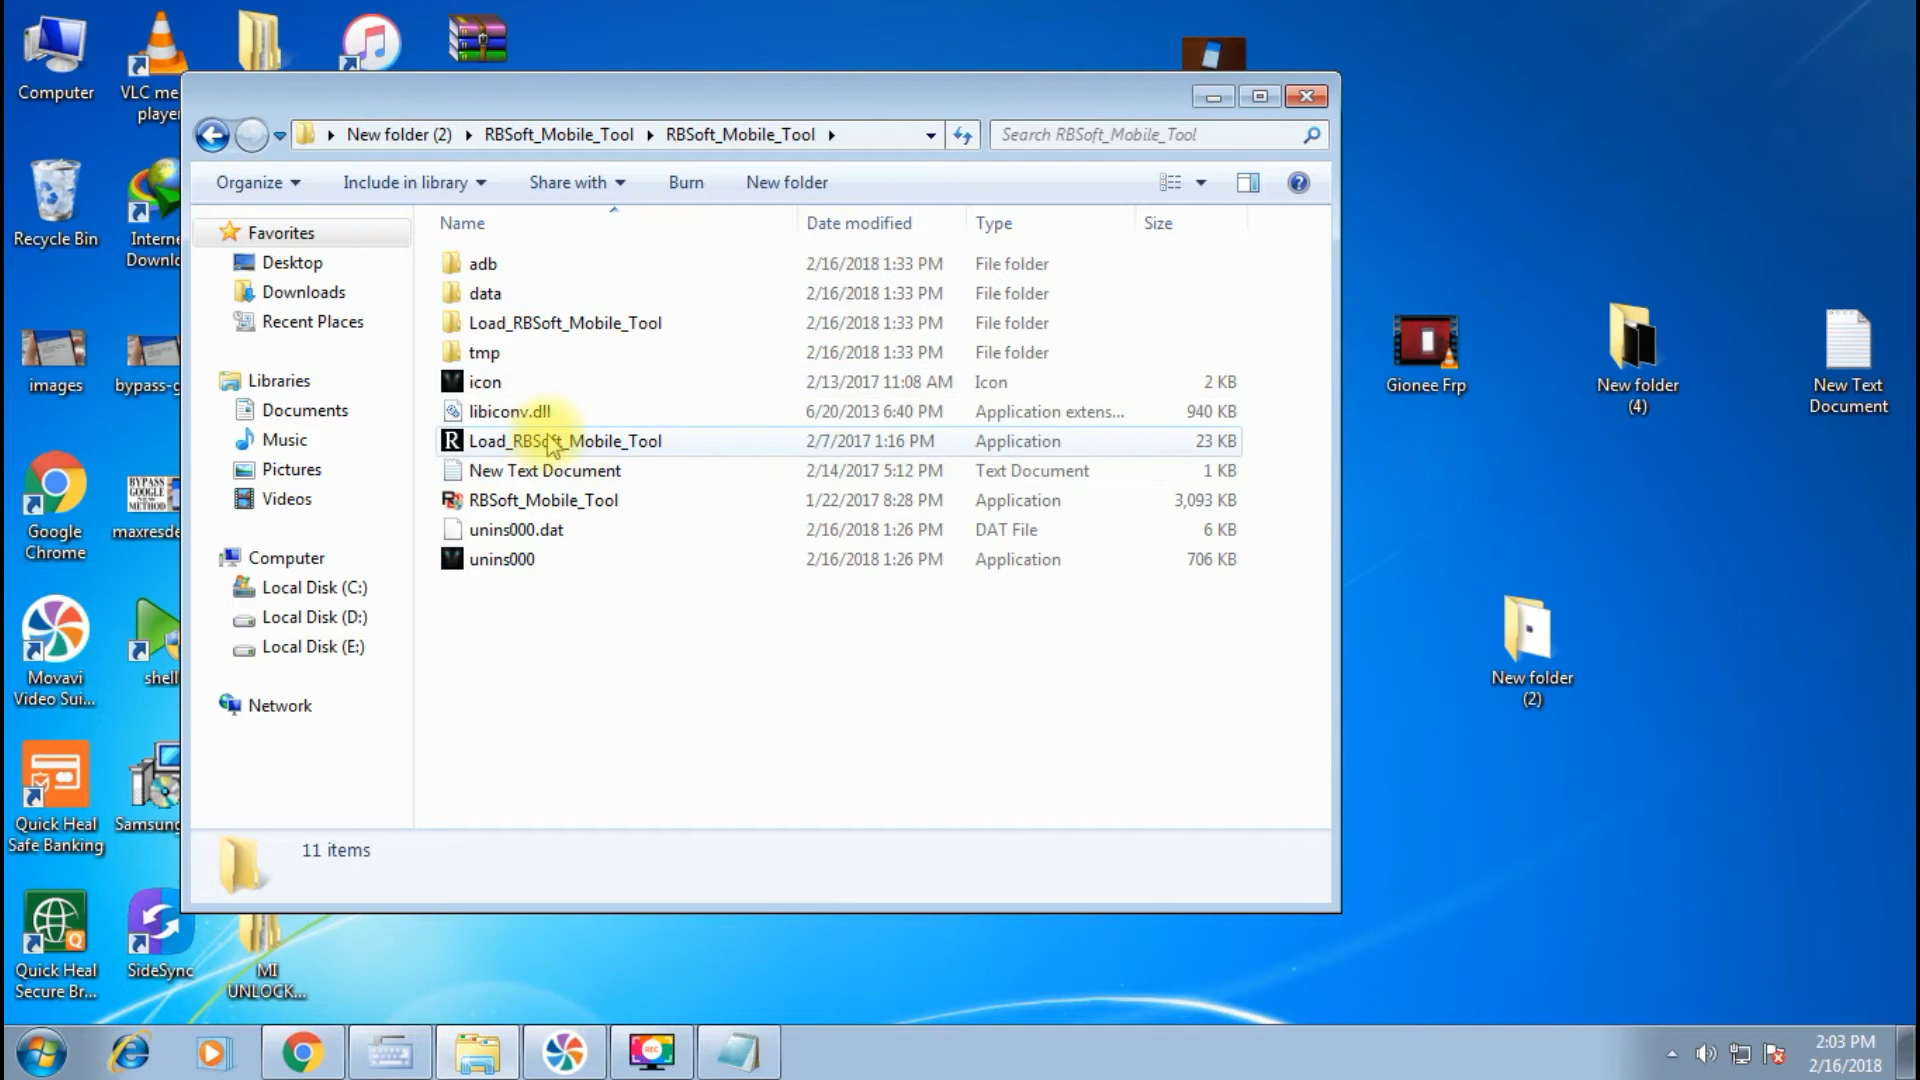 Computer
VLC me
player
Recycle Bin
Interne
Downlo
images
bypass-g
Google
Chrome
BYPASS
GOOGLE
NEW
METHOD
maxresde
Movavi
Video Sui...
shell
Quick Heal
Safe Banking
Samsung
Quick Heal
Secure Br...
SideSync
MI
UNLOCK...
New folder (2)
RBSoft_Mobile_Tool
RBSoft_Mobile_Tool
Search RBSoft_Mobile_Tool
Organize
Include in library
Share with
Burn
New folder
Favorites
Desktop
Downloads
Recent Places
Libraries
Documents
Music
Pictures
Videos
Computer
Local Disk (C:)
Local Disk (D:)
Local Disk (E:)
Network
Name Date modified Type Size
adb 2/16/2018 1:33 PM File folder
data 2/16/2018 1:33 PM File folder
Load_RBSoft_Mobile_Tool 2/16/2018 1:33 PM File folder
tmp 2/16/2018 1:33 PM File folder
icon 2/13/2017 11:08 AM Icon 2 KB
libiconv.dll 6/20/2013 6:40 PM Application extens... 940 KB
R Load_RBSoft_Mobile_Tool 2/7/2017 1:16 PM Application 23 KB
New Text Document 2/14/2017 5:12 PM Text Document 1 KB
RBSoft_Mobile_Tool 1/22/2017 8:28 PM Application 3,093 KB
unins000.dat 2/16/2018 1:26 PM DAT File 6 KB
unins000 2/16/2018 1:26 PM Application 706 KB
11 items
Gionee Frp
New folder
(4)
New Text
Document
New folder
(2)
REC
2:03 PM
2/16/2018